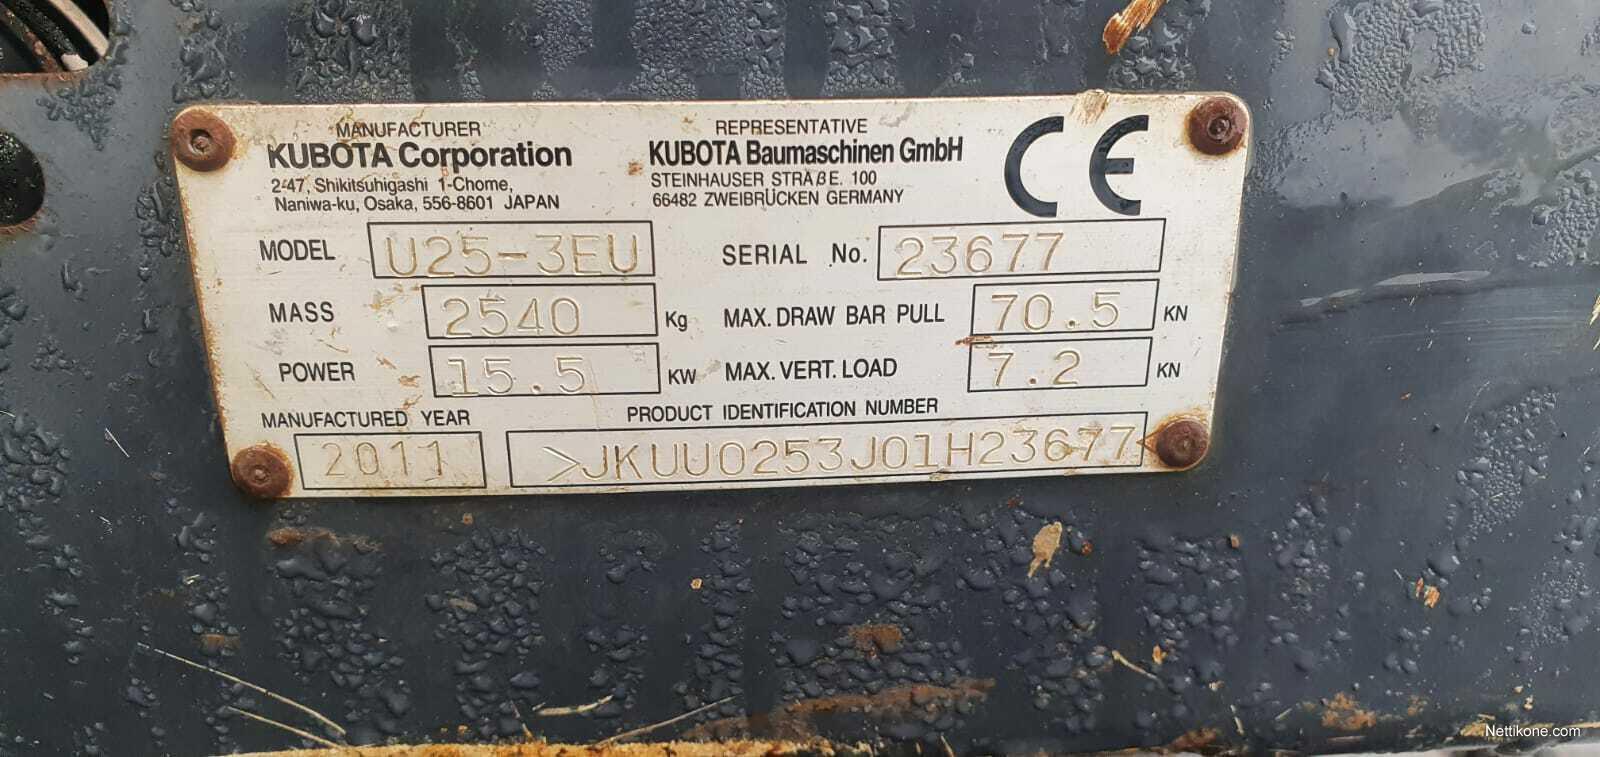 MANUFACTURER
KUBOTA Corporation
2-47, Shikitsuhigashi 1-Chome,
Naniwa-ku, Osaka, 556-8601 JAPAN
REPRESENTATIVE
KUBOTA Baumaschinen GmbH
STEINHAUSER STRAßE. 100
66482 ZWEIBRÜCKEN GERMANY
CE
MODEL U25-3EU SERIAL No. 23677
MASS 2540 Kg MAX. DRAW BAR PULL 70.5 KN
POWER 15.5 KW MAX. VERT. LOAD 7.2 KN
MANUFACTURED YEAR PRODUCT IDENTIFICATION NUMBER
2011 >JKUU0253J01H23677<
Nettikone.com